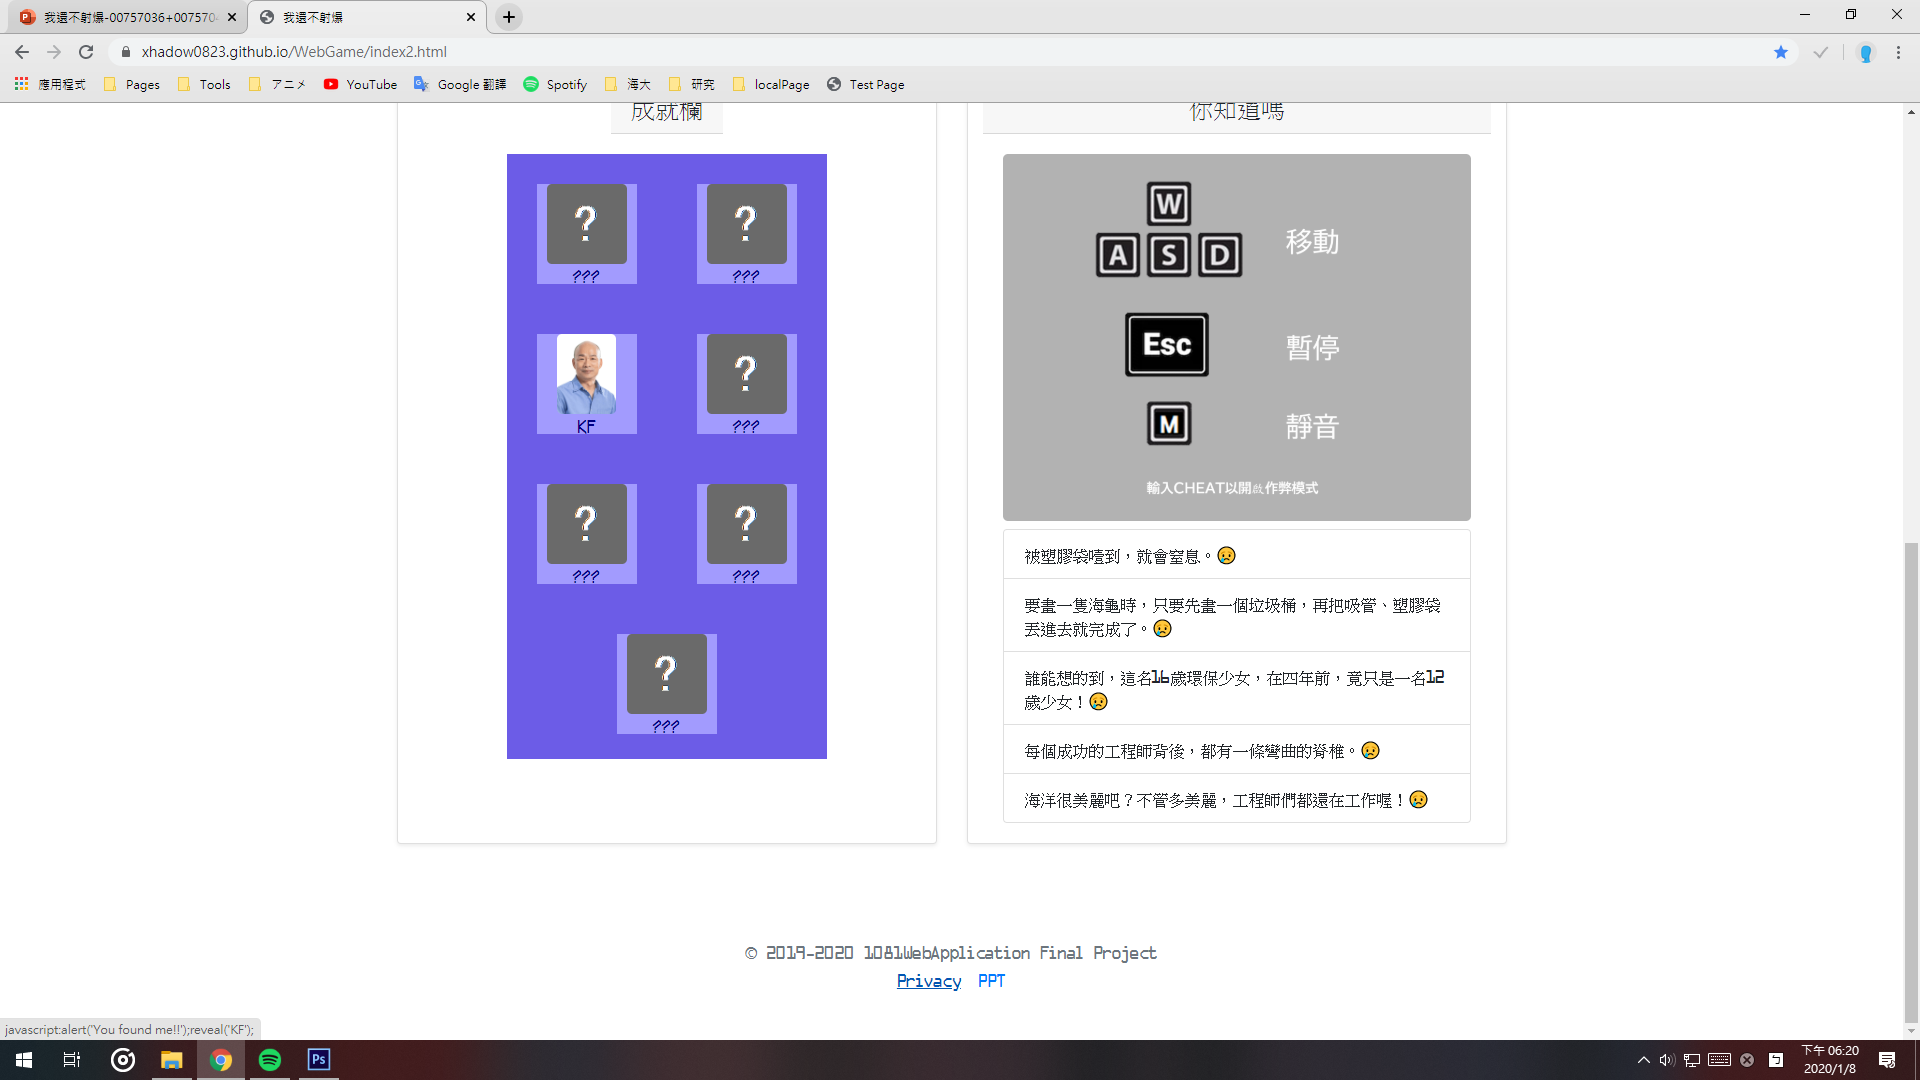 我還不射爆-00757036+007570
我還不射爆
xhadow0823.github.io/WebGame/index2.html
應用程式
Pages
Tools
アニメ
YouTube
Google 翻譯
Spotify
海大
研究
localPage
Test Page
成就欄
???
???
KF
???
???
???
???
你知道嗎
W
A S D
移動
Esc
暫停
M
靜音
輸入CHEAT以開啟作弊模式
被塑膠袋噎到，就會窒息。😥
要畫一隻海龜時，只要先畫一個垃圾桶，再把吸管、塑膠袋
丟進去就完成了。😥
誰能想的到，這名16歲環保少女，在四年前，竟只是一名12
歲少女！😥
每個成功的工程師背後，都有一條彎曲的脊椎。😥
海洋很美麗吧？不管多美麗，工程師們都還在工作喔！😥
© 2019-2020 1081WebApplication Final Project
Privacy PPT
javascript:alert('You found me!!');reveal('KF');
Ps
ㄅ
下午 06:20
2020/1/8